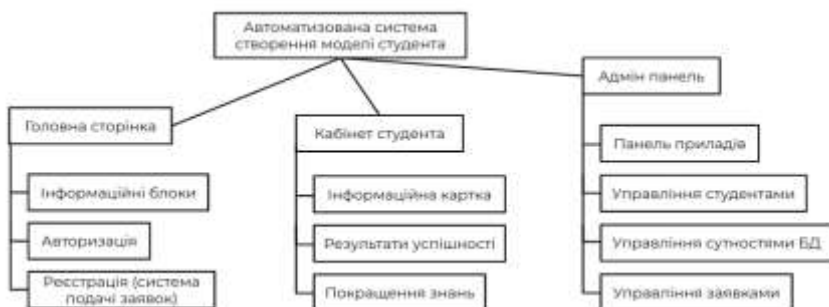 Автоматизована система
створення моделі студента
Адмін панель
Головна сторінка
Кабінет студента
Панель приладів
Інформаційні блоки
Інформаційна картка
Управління студентами
Авторизація
Результати успішності
Управління сутностями БД
Реєстрація (система
подачі заявок)
Покращення знань
Управління заявками